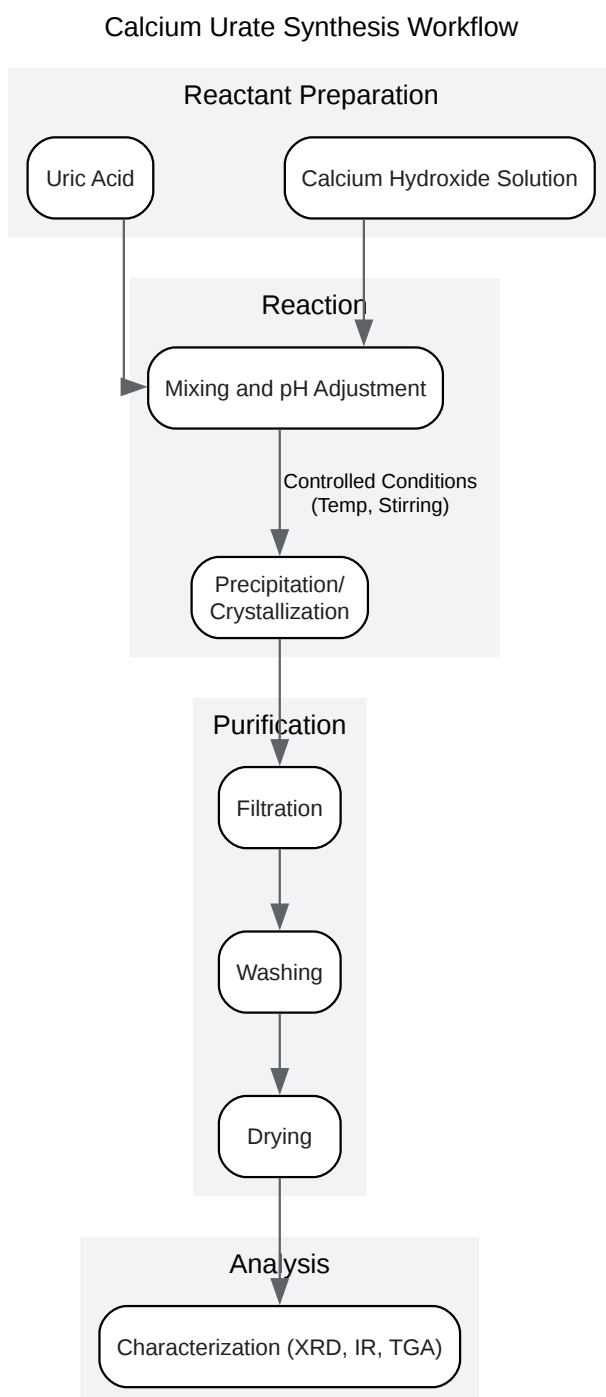 Calcium Urate Synthesis Workflow
Reactant Preparation
Uric Acid
Calcium Hydroxide Solution
Reaction
Mixing and pH Adjustment
Controlled Conditions
(Temp, Stirring)
Precipitation/
Crystallization
Purification
Filtration
Washing
Drying
Analysis
Characterization (XRD, IR, TGA)